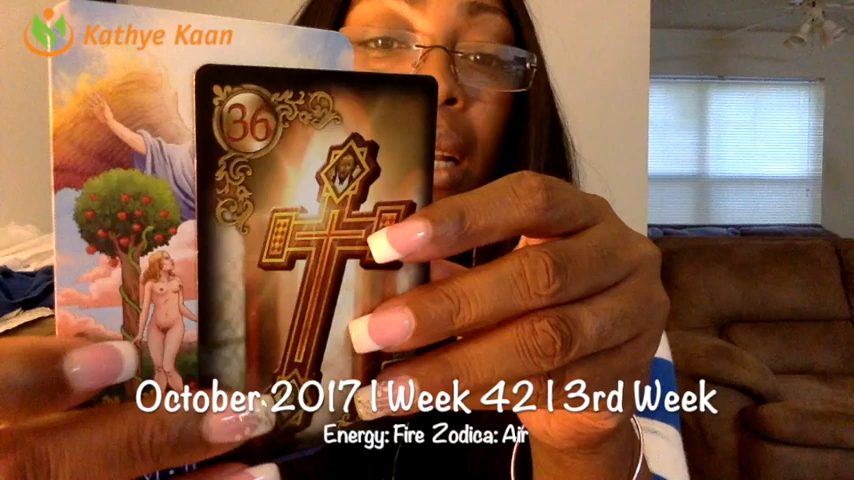 Kathye Kaan
36
October 2017 | Week 42 | 3rd Week
Energy: Fire Zodica: Air